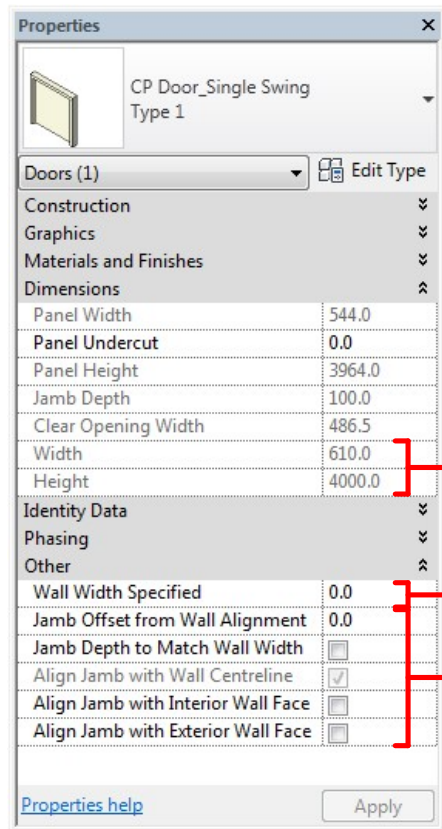 Properties
CP Door_Single Swing
Type 1
Doors (1) Edit Type
Construction
Graphics
Materials and Finishes
Dimensions
Panel Width 544.0
Panel Undercut 0.0
Panel Height 3964.0
Jamb Depth 100.0
Clear Opening Width 486.5
Width 610.0
Height 4000.0
Identity Data
Phasing
Other
Wall Width Specified 0.0
Jamb Offset from Wall Alignment 0.0
Jamb Depth to Match Wall Width
Align Jamb with Wall Centreline
Align Jamb with Interior Wall Face
Align Jamb with Exterior Wall Face
Properties help Apply